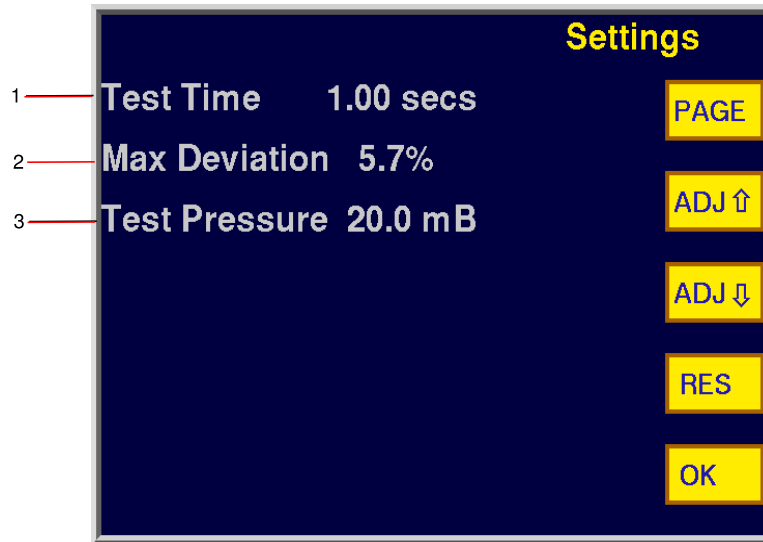 Settings
1 Test Time 1.00 secs
2 Max Deviation 5.7%
3 Test Pressure 20.0 mB
PAGE
ADJ ⇧
ADJ ⇩
RES
OK